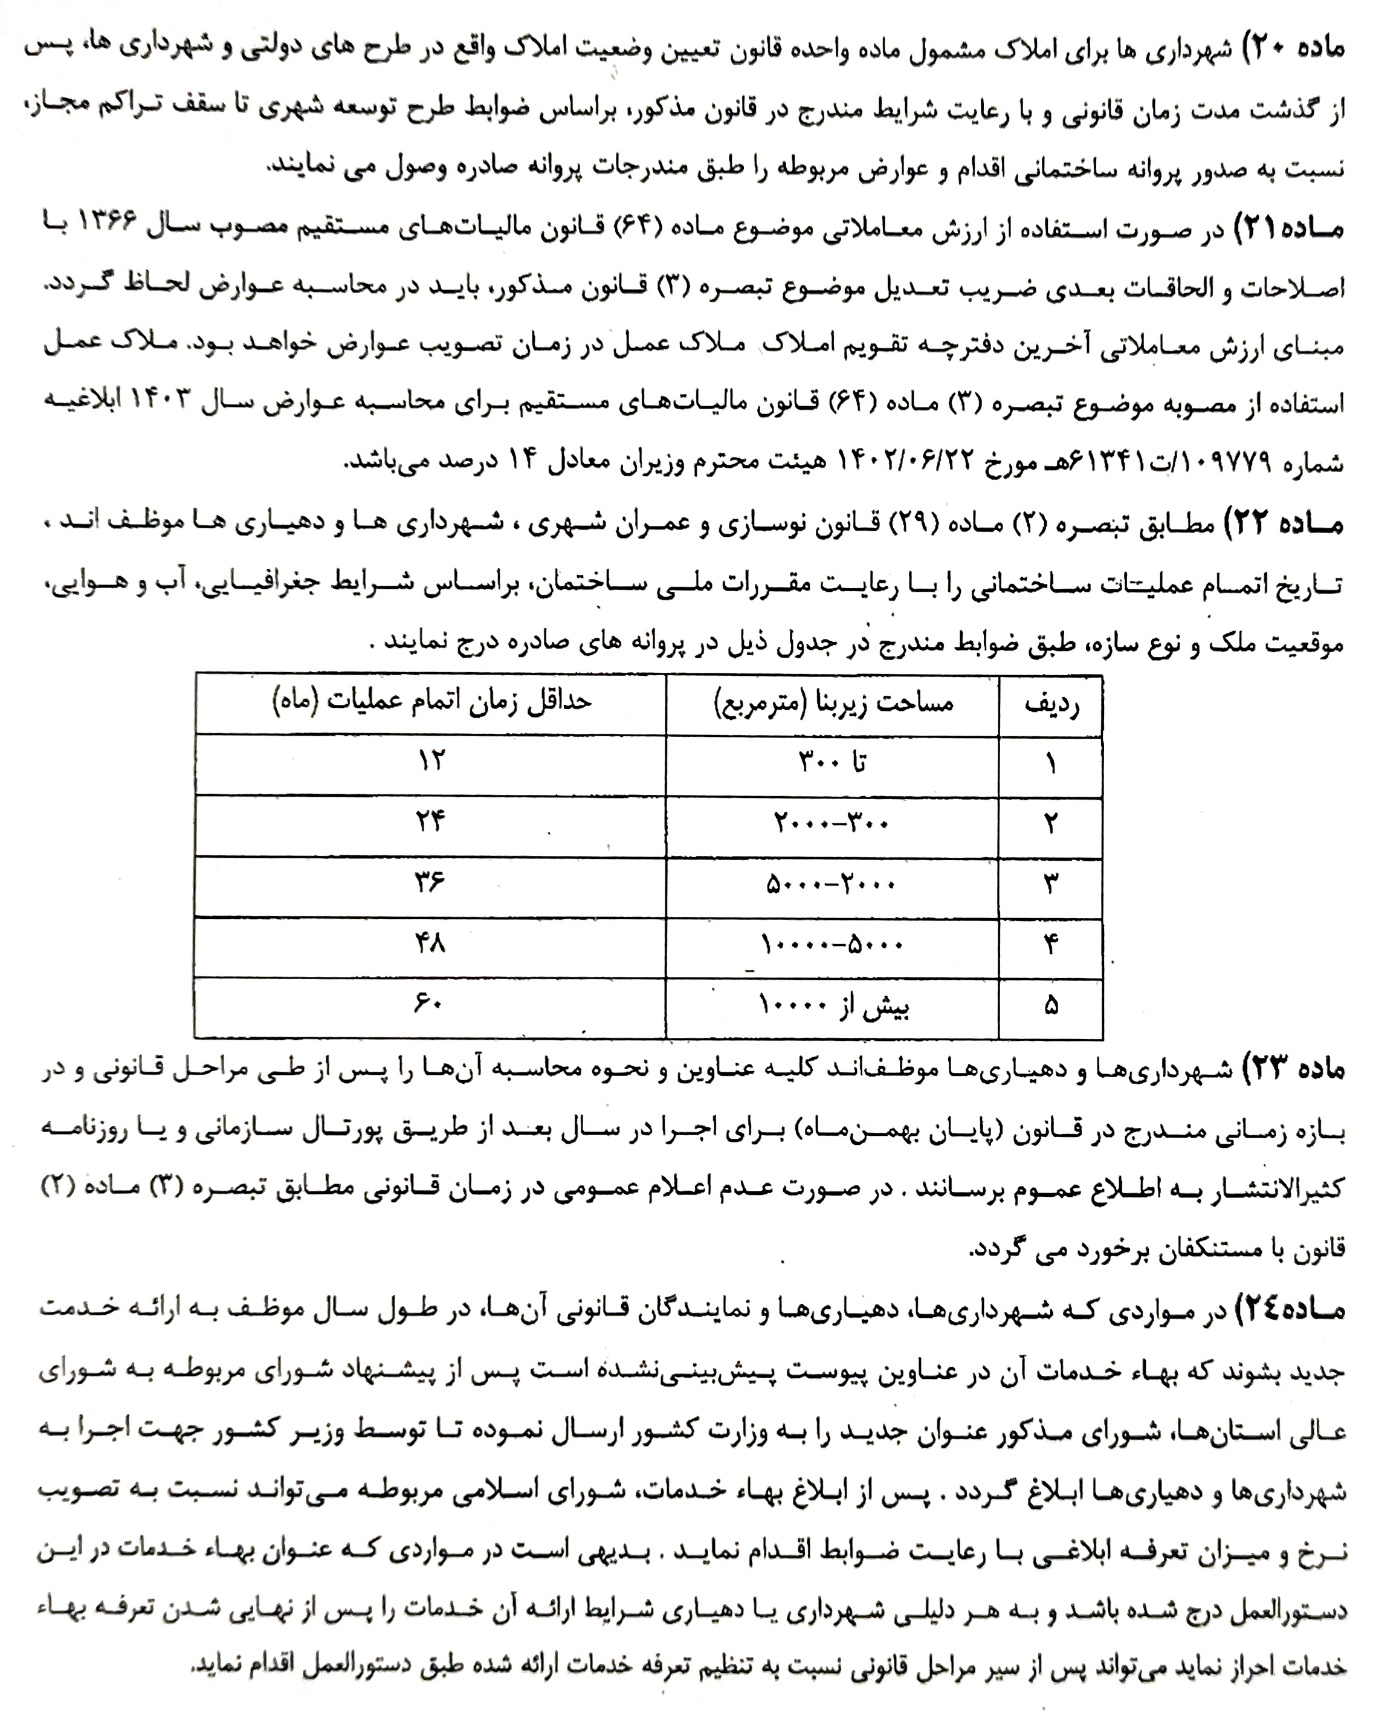 ماده ۲۰) شهرداری ها برای املاک مشمول ماده واحده قانون تعیین وضعیت املاک واقع در طرح های دولتی و شهرداری ها، پس
از گذشت مدت زمان قانونی و با رعایت شرایط مندرج در قانون مذکور، براساس ضوابط طرح توسعه شهری تا سقف تراکم مجاز،
نسبت به صدور پروانه ساختمانی اقدام و عوارض مربوطه را طبق مندرجات پروانه صادره وصول می نمایند.
ماده۲۱) در صورت استفاده از ارزش معاملاتی موضوع ماده (۶۴) قانون مالیات‌های مستقیم مصوب سال ۱۳۶۶ با
اصلاحات و الحاقات بعدی ضریب تعدیل موضوع تبصره (۳) قانون مذکور، باید در محاسبه عوارض لحاظ گردد.
مبنای ارزش معاملاتی آخرین دفترچه تقویم املاک ملاک عمل در زمان تصویب عوارض خواهد بود. ملاک عمل
استفاده از مصوبه موضوع تبصره (۳) ماده (۶۴) قانون مالیات‌های مستقیم برای محاسبه عوارض سال ۱۴۰۳ ابلاغیه
شماره ۱۰۹۷۷۹/ت۶۱۳۴۱هـ مورخ ۱۴۰۲/۰۶/۲۲ هیئت محترم وزیران معادل ۱۴ درصد می‌باشد.
ماده ۲۲) مطابق تبصره (۲) ماده (۲۹) قانون نوسازی و عمران شهری ، شهرداری ها و دهیاری ها موظف اند ،
تاریخ اتمام عملیات ساختمانی را با رعایت مقررات ملی ساختمان، براساس شرایط جغرافیایی، آب و هوایی،
موقعیت ملک و نوع سازه، طبق ضوابط مندرج در جدول ذیل در پروانه های صادره درج نمایند .
ردیف مساحت زیربنا (مترمربع) حداقل زمان اتمام عملیات (ماه)
۱ تا ۳۰۰ ۱۲
۲ ۳۰۰-۲۰۰۰ ۲۴
۳ ۲۰۰۰-۵۰۰۰ ۳۶
۴ ۵۰۰۰-۱۰۰۰۰ ۴۸
۵ بیش از ۱۰۰۰۰ ۶۰
ماده ۲۳) شهرداری‌ها و دهیاری‌ها موظف‌اند کلیه عناوین و نحوه محاسبه آن‌ها را پس از طی مراحل قانونی و در
بازه زمانی مندرج در قانون (پایان بهمن‌ماه) برای اجرا در سال بعد از طریق پورتال سازمانی و یا روزنامه
کثیرالانتشار به اطلاع عموم برسانند . در صورت عدم اعلام عمومی در زمان قانونی مطابق تبصره (۳) ماده (۲)
قانون با مستنکفان برخورد می گردد.
ماده۲٤) در مواردی که شهرداری‌ها، دهیاری‌ها و نمایندگان قانونی آن‌ها، در طول سال موظف به ارائه خدمت
جدید بشوند که بهاء خدمات آن در عناوین پیوست پیش‌بینی‌نشده است پس از پیشنهاد شورای مربوطه به شورای
عالی استان‌ها، شورای مذکور عنوان جدید را به وزارت کشور ارسال نموده تا توسط وزیر کشور جهت اجرا به
شهرداری‌ها و دهیاری‌ها ابلاغ گردد . پس از ابلاغ بهاء خدمات، شورای اسلامی مربوطه می‌تواند نسبت به تصویب
نرخ و میزان تعرفه ابلاغی با رعایت ضوابط اقدام نماید . بدیهی است در مواردی که عنوان بهاء خدمات در این
دستورالعمل درج شده باشد و به هر دلیلی شهرداری یا دهیاری شرایط ارائه آن خدمات را پس از نهایی شدن تعرفه بهاء
خدمات احراز نماید می‌تواند پس از سیر مراحل قانونی نسبت به تنظیم تعرفه خدمات ارائه شده طبق دستورالعمل اقدام نماید.